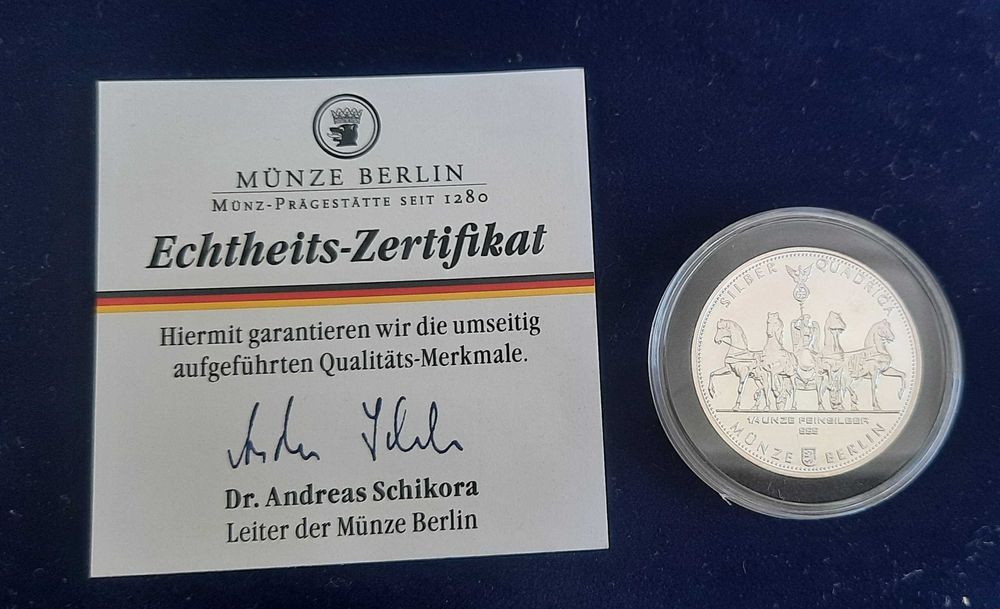 MÜNZE BERLIN
MÜNZ-PRÄGESTÄTTE SEIT 1280
Echtheits-Zertifikat
Hiermit garantieren wir die umseitig
aufgeführten Qualitäts-Merkmale.
Dr. Andreas Schikora
Leiter der Münze Berlin
SILBER QUADRIGA
1/4 UNZE FEINSILBER
999
MÜNZE BERLIN